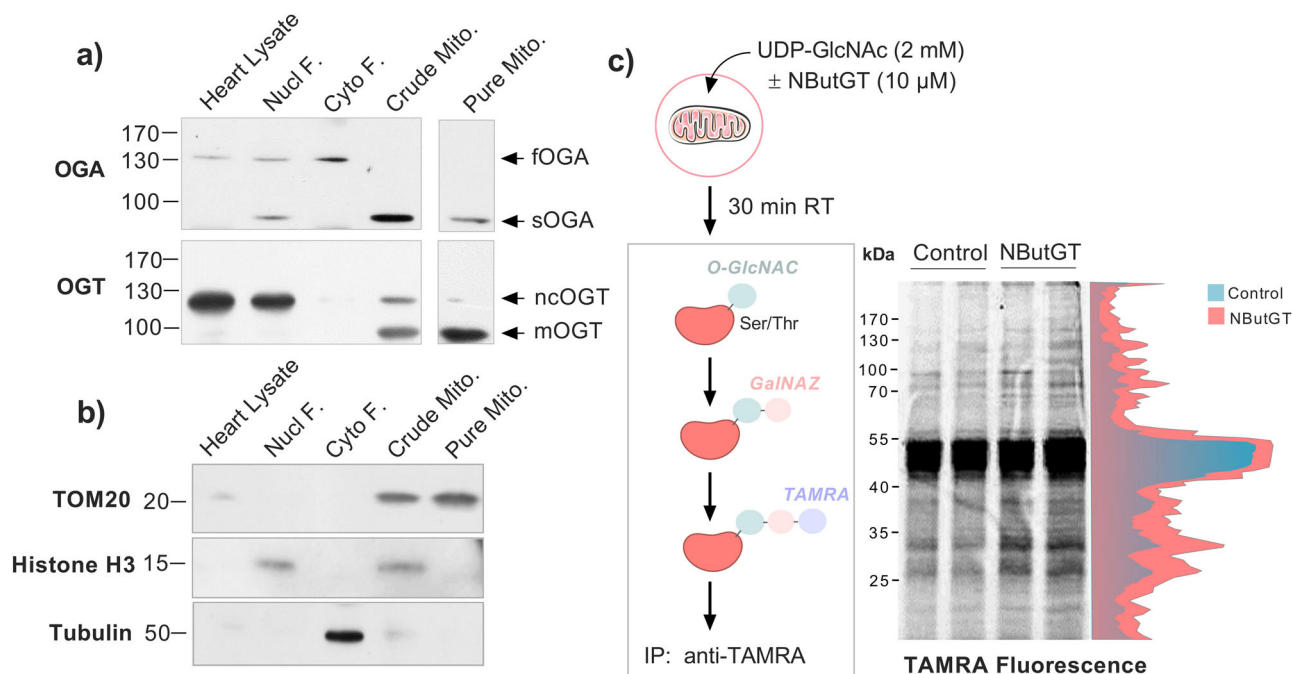 a)
Heart Lysate
Nucl F.
Cyto F.
Crude Mito.
Pure Mito.
OGA
170
130
100
fOGA
sOGA
OGT
170
130
100
ncOGT
mOGT
b)
Heart Lysate
Nucl F.
Cyto F.
Crude Mito.
Pure Mito.
TOM20 20
Histone H3 15
Tubulin 50
c)
UDP-GlcNAc (2 mM)
± NButGT (10 µM)
30 min RT
O-GlcNAC
Ser/Thr
GalNAZ
TAMRA
IP: anti-TAMRA
kDa
Control NButGT
170
130
100
70
55
40
35
25
Control
NButGT
TAMRA Fluorescence